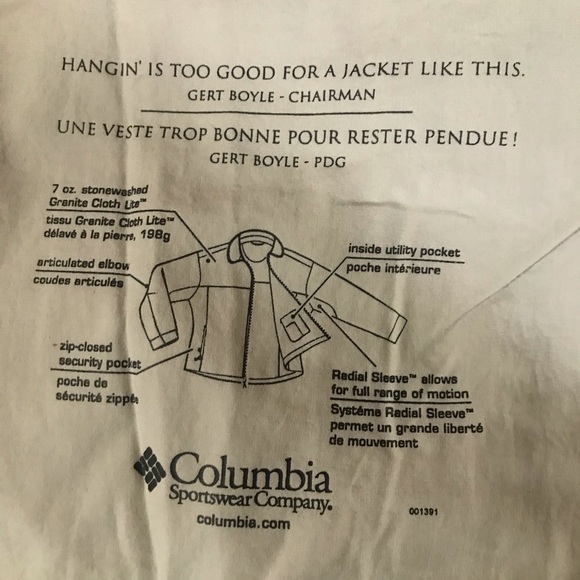 HANGIN' IS TOO GOOD FOR A JACKET LIKE THIS.
GERT BOYLE - CHAIRMAN
UNE VESTE TROP BONNE POUR RESTER PENDUE!
GERT BOYLE - PDG
7 oz. stonewashed
Granite Cloth Lite™
tissu Granite Cloth Lite™
délavé à la pierre, 198g
articulated elbow
coudes articulés
inside utility pocket
poche intérieure
zip-closed
security pocket
poche de
sécurité zippée
Radial Sleeve™ allows
for full range of motion
Systéme Radial Sleeve™
permet un grande liberté
de mouvement
Columbia
Sportswear Company.
columbia.com
001391